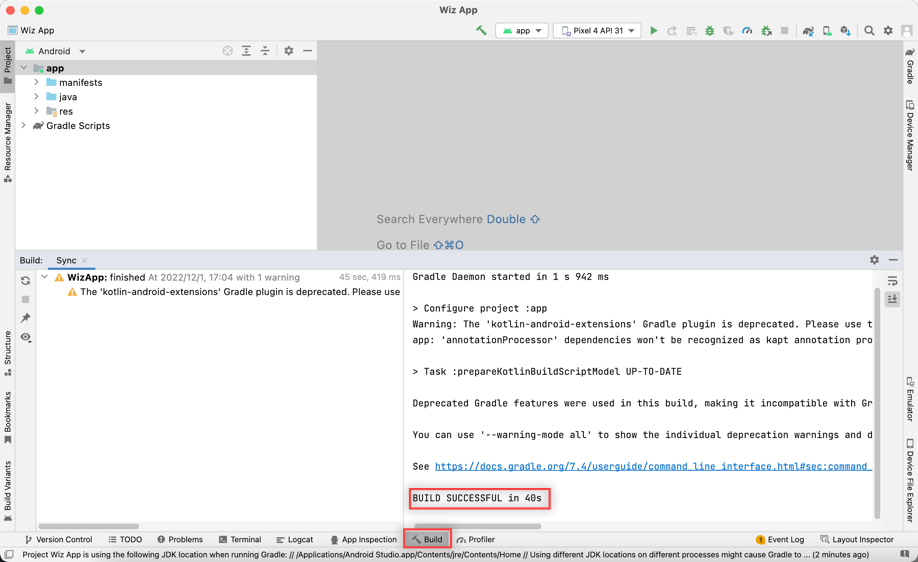 Wiz App
Wiz App
app
Pixel 4 API 31
Android
app
manifests
java
res
Gradle Scripts
Project
Resource Manager
Structure
Bookmarks
Build Variants
Gradle
Device Manager
Emulator
Device File Explorer
Search Everywhere Double ⇧
Go to File ⇧⌘O
Build: Sync
WizApp: finished At 2022/12/1, 17:04 with 1 warning 45 sec, 419 ms
The 'kotlin-android-extensions' Gradle plugin is deprecated. Please use
Gradle Daemon started in 1 s 942 ms
> Configure project :app
Warning: The 'kotlin-android-extensions' Gradle plugin is deprecated. Please use t
app: 'annotationProcessor' dependencies won't be recognized as kapt annotation pro
> Task :prepareKotlinBuildScriptModel UP-TO-DATE
Deprecated Gradle features were used in this build, making it incompatible with Gr
You can use '--warning-mode all' to show the individual deprecation warnings and d
See https://docs.gradle.org/7.4/userguide/command_line_interface.html#sec:command_
BUILD SUCCESSFUL in 40s
Version Control TODO Problems Terminal Logcat App Inspection Build Profiler 1 Event Log Layout Inspector
Project Wiz App is using the following JDK location when running Gradle: // /Applications/Android Studio.app/Contents/jre/Contents/Home // Using different JDK locations on different processes might cause Gradle to ... (2 minutes ago)